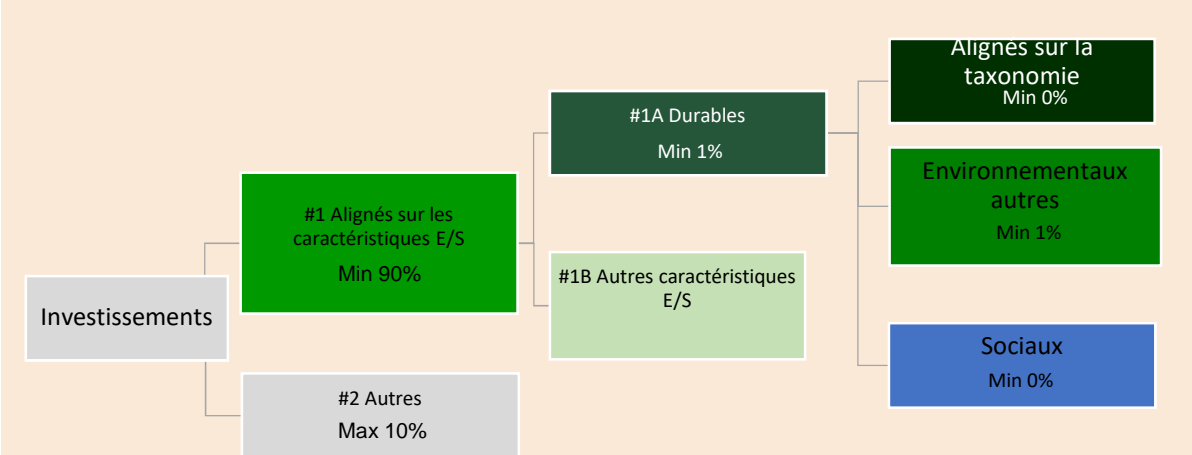 Investissements
#1 Alignés sur les
caractéristiques E/S
Min 90%
#2 Autres
Max 10%
#1A Durables
Min 1%
#1B Autres caractéristiques
E/S
Alignés sur la
taxonomie
Min 0%
Environnementaux
autres
Min 1%
Sociaux
Min 0%